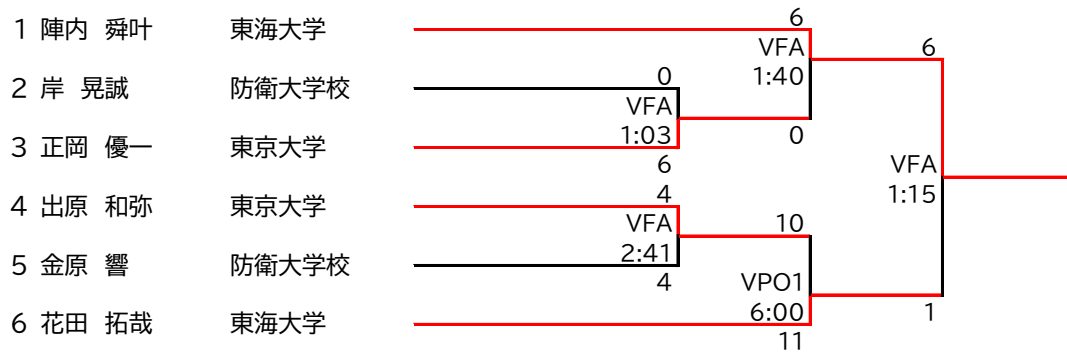 6
1 陣内 舜叶 東海大学
VFA 6
0 1:40
2 岸 晃誠 防衛大学校
VFA
1:03 0
3 正岡 優一 東京大学
6 VFA
4 1:15
4 出原 和弥 東京大学
VFA 10
2:41
5 金原 響 防衛大学校
4 VPO1
6:00 1
6 花田 拓哉 東海大学
11